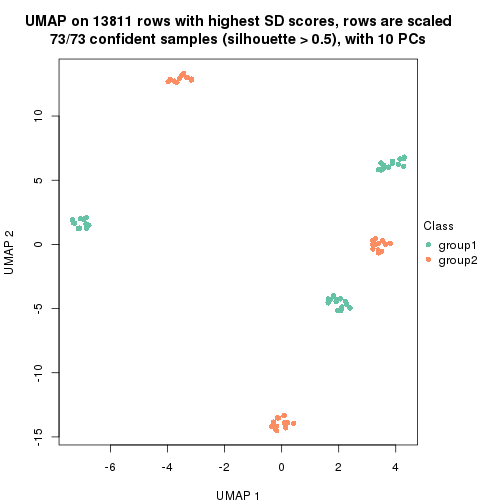 UMAP on 13811 rows with highest SD scores, rows are scaled
73/73 confident samples (silhouette > 0.5), with 10 PCs
10
5
0
-5
-10
-15
UMAP 2
Class
group1
group2
-6
-4
-2
0
2
4
UMAP 1